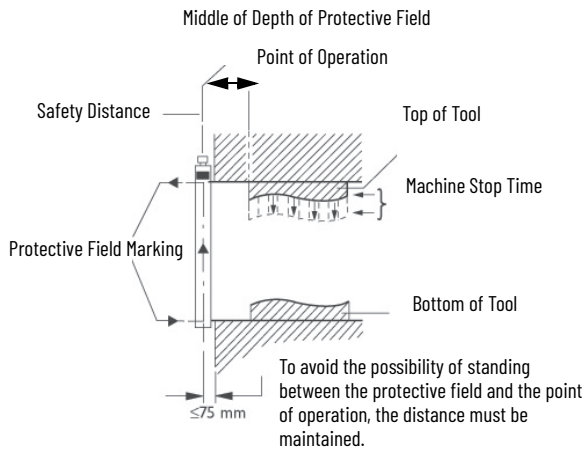 Middle of Depth of Protective Field
Point of Operation
Safety Distance
Top of Tool
Machine Stop Time
Protective Field Marking
Bottom of Tool
To avoid the possibility of standing
between the protective field and the point
of operation, the distance must be
maintained.
≤75 mm